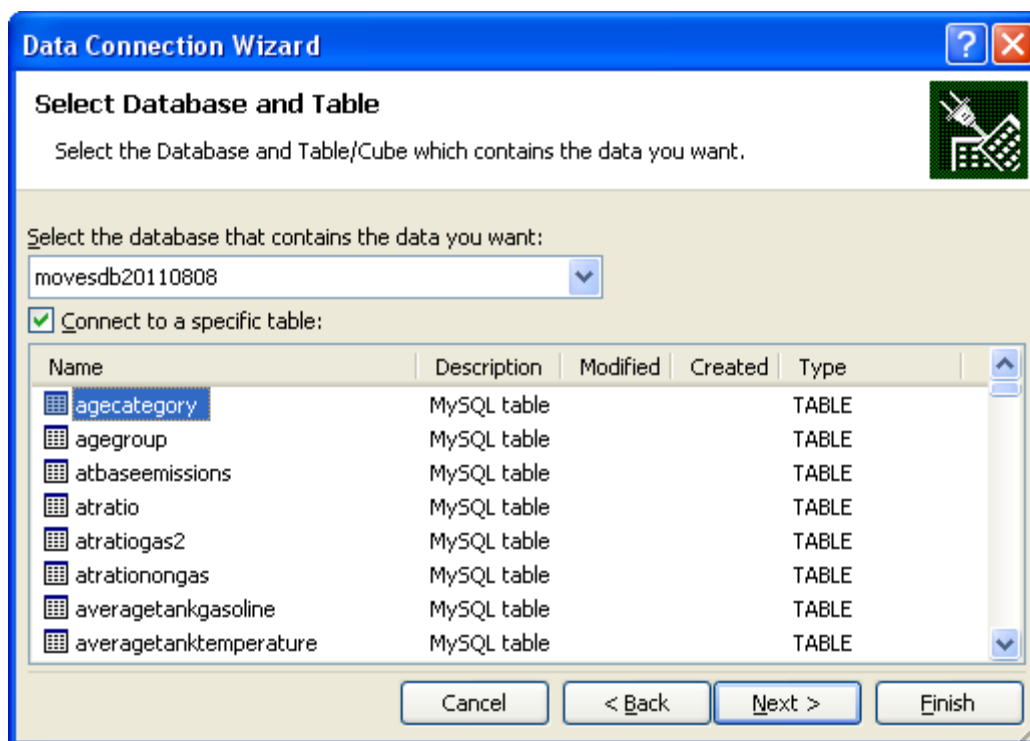 Data Connection Wizard
Select Database and Table
Select the Database and Table/Cube which contains the data you want.
Select the database that contains the data you want:
movesdb20110808
Connect to a specific table:
Name Description Modified Created Type
agecategory MySQL table TABLE
agegroup MySQL table TABLE
atbaseemissions MySQL table TABLE
atratio MySQL table TABLE
atratiogas2 MySQL table TABLE
atrationongas MySQL table TABLE
averagetankgasoline MySQL table TABLE
averagetanktemperature MySQL table TABLE
Cancel < Back Next > Finish